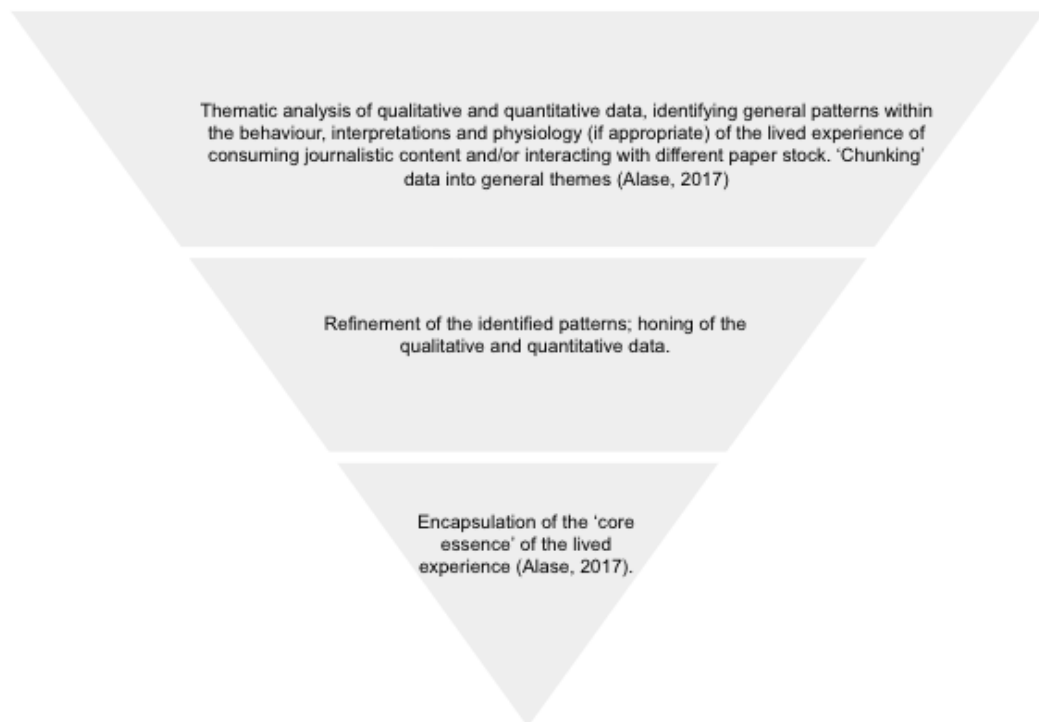 Thematic analysis of qualitative and quantitative data, identifying general patterns within
the behaviour, interpretations and physiology (if appropriate) of the lived experience of
consuming journalistic content and/or interacting with different paper stock. ‘Chunking’
data into general themes (Alase, 2017)
Refinement of the identified patterns; honing of the
qualitative and quantitative data.
Encapsulation of the ‘core
essence’ of the lived
experience (Alase, 2017).